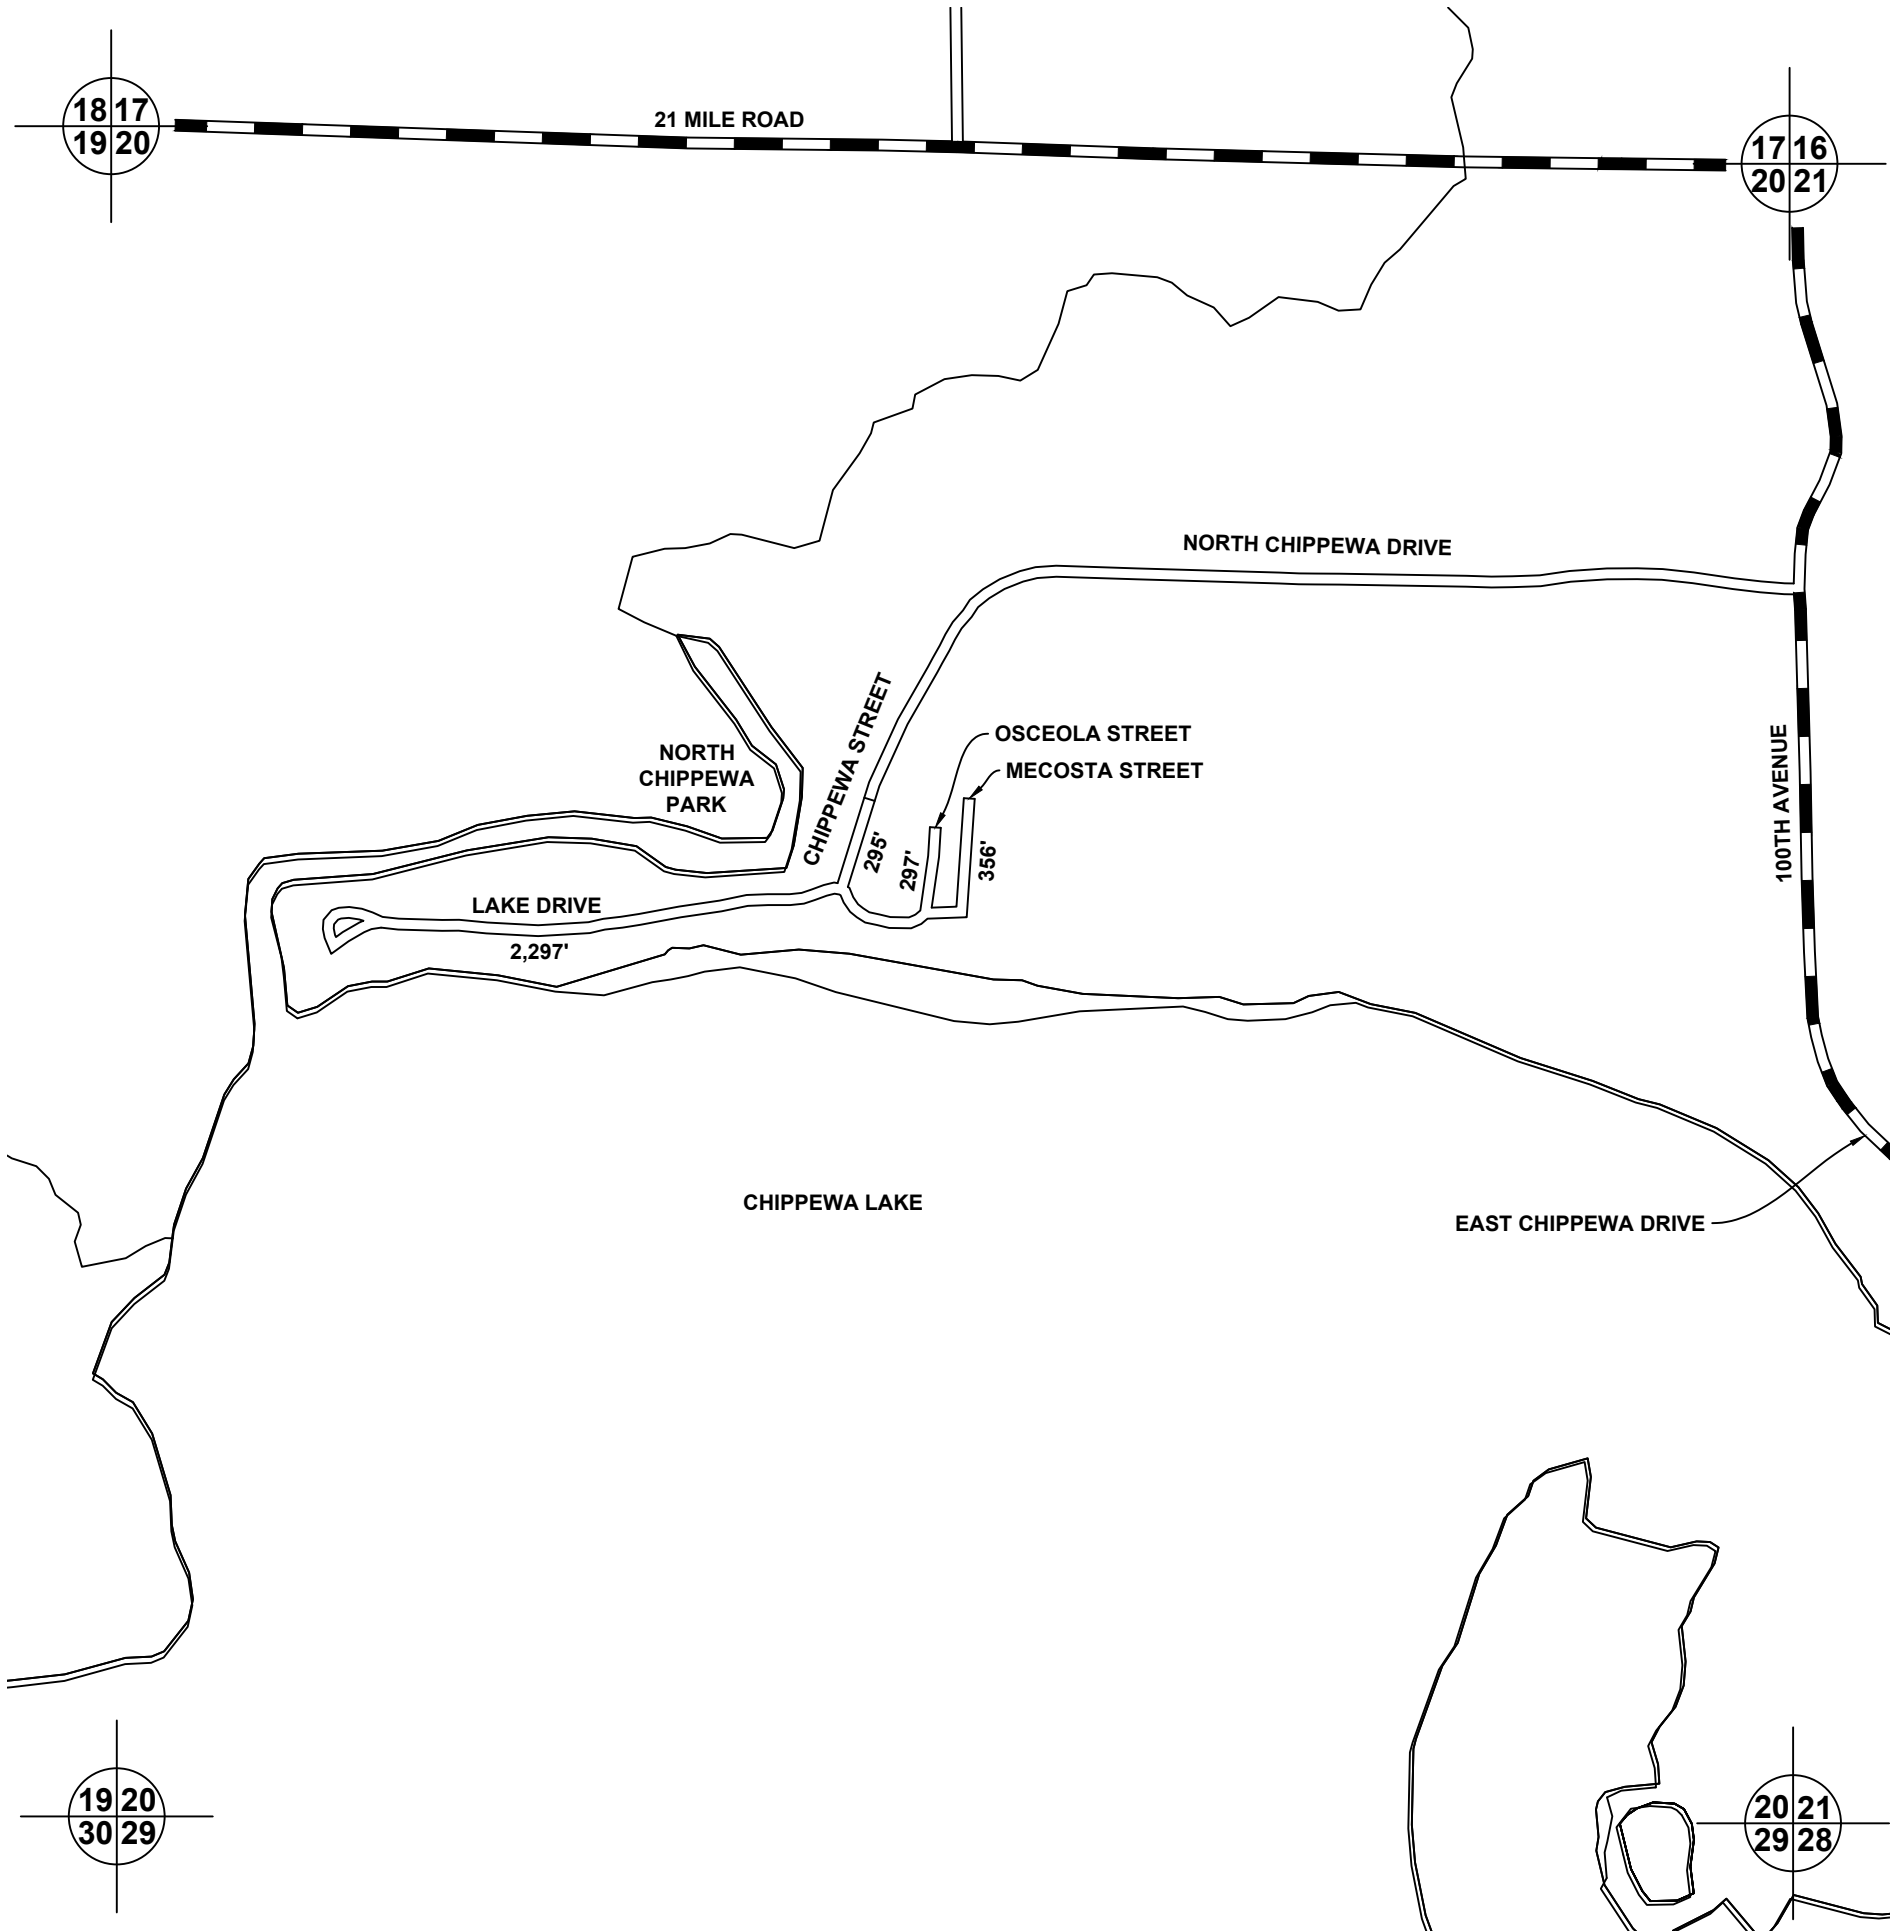 18 17
19 20
21 MILE ROAD
17 16
20 21
NORTH CHIPPEWA DRIVE
CHIPPEWA STREET
OSCEOLA STREET
MECOSTA STREET
NORTH
CHIPPEWA
PARK
100TH AVENUE
295'
297'
356'
LAKE DRIVE
2,297'
CHIPPEWA LAKE
EAST CHIPPEWA DRIVE
19 20
30 29
20 21
29 28